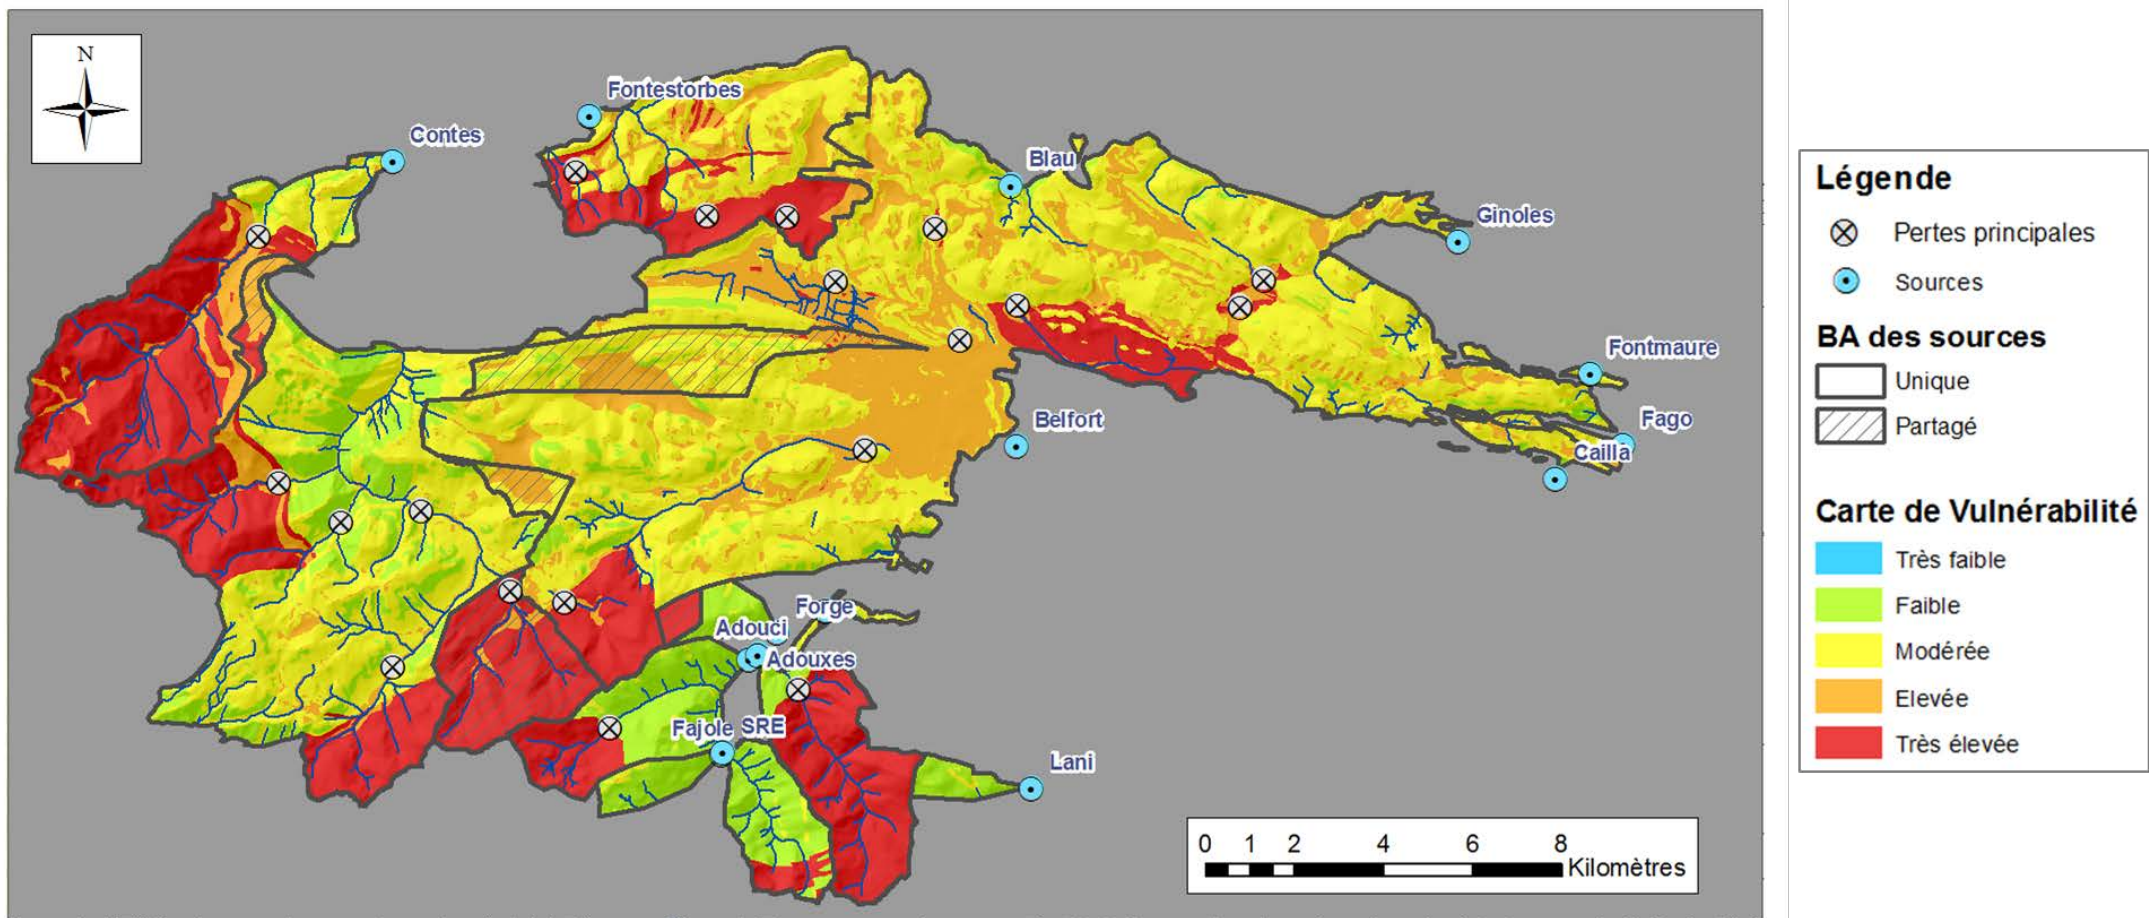 N
Fontestorbes
Contes
Blau
Ginoles
Fontmaure
Belfort
Fago
Cailla
Forge
Adouci
Adouxes
Fajole SRE
Lani
0 1 2 4 6 8
Kilomètres
Légende
Pertes principales
Sources
BA des sources
Unique
Partagé
Carte de Vulnérabilité
Très faible
Faible
Modérée
Elevée
Très élevée